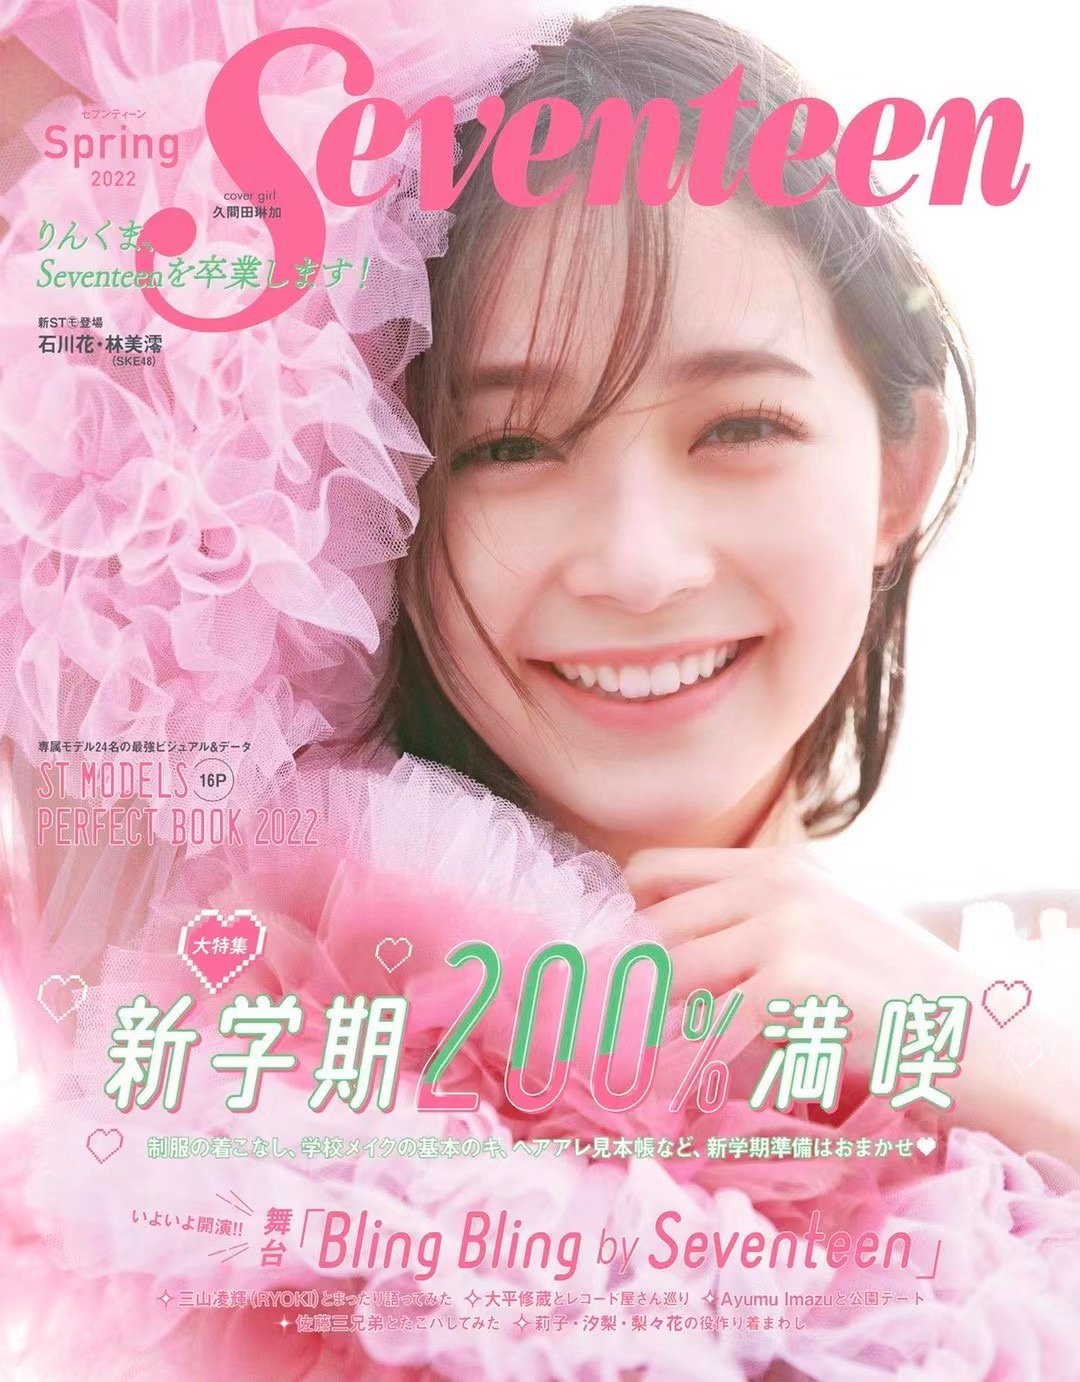 Seventeen
セブンティーン
Spring
2022
cover girl
久間田琳加
りんくま、
Seventeenを卒業します！
新STモ登場
石川花・林美澪
（SKE48）
専属モデル24名の最強ビジュアル&データ
ST MODELS 16P
PERFECT BOOK 2022
大特集
新学期200%満喫
制服の着こなし、学校メイクの基本のキ、ヘアアレ見本帳など、新学期準備はおまかせ♥
いよいよ開演!! 舞台「Bling Bling by Seventeen」
✧三山凌輝（RYOKI）とまったり語ってみた ✧大平修蔵とレコード屋さん巡り ✧Ayumu Imazuと公園デート
✧佐藤三兄弟とたこパしてみた ✧莉子・汐梨・梨々花の役作り着まわし